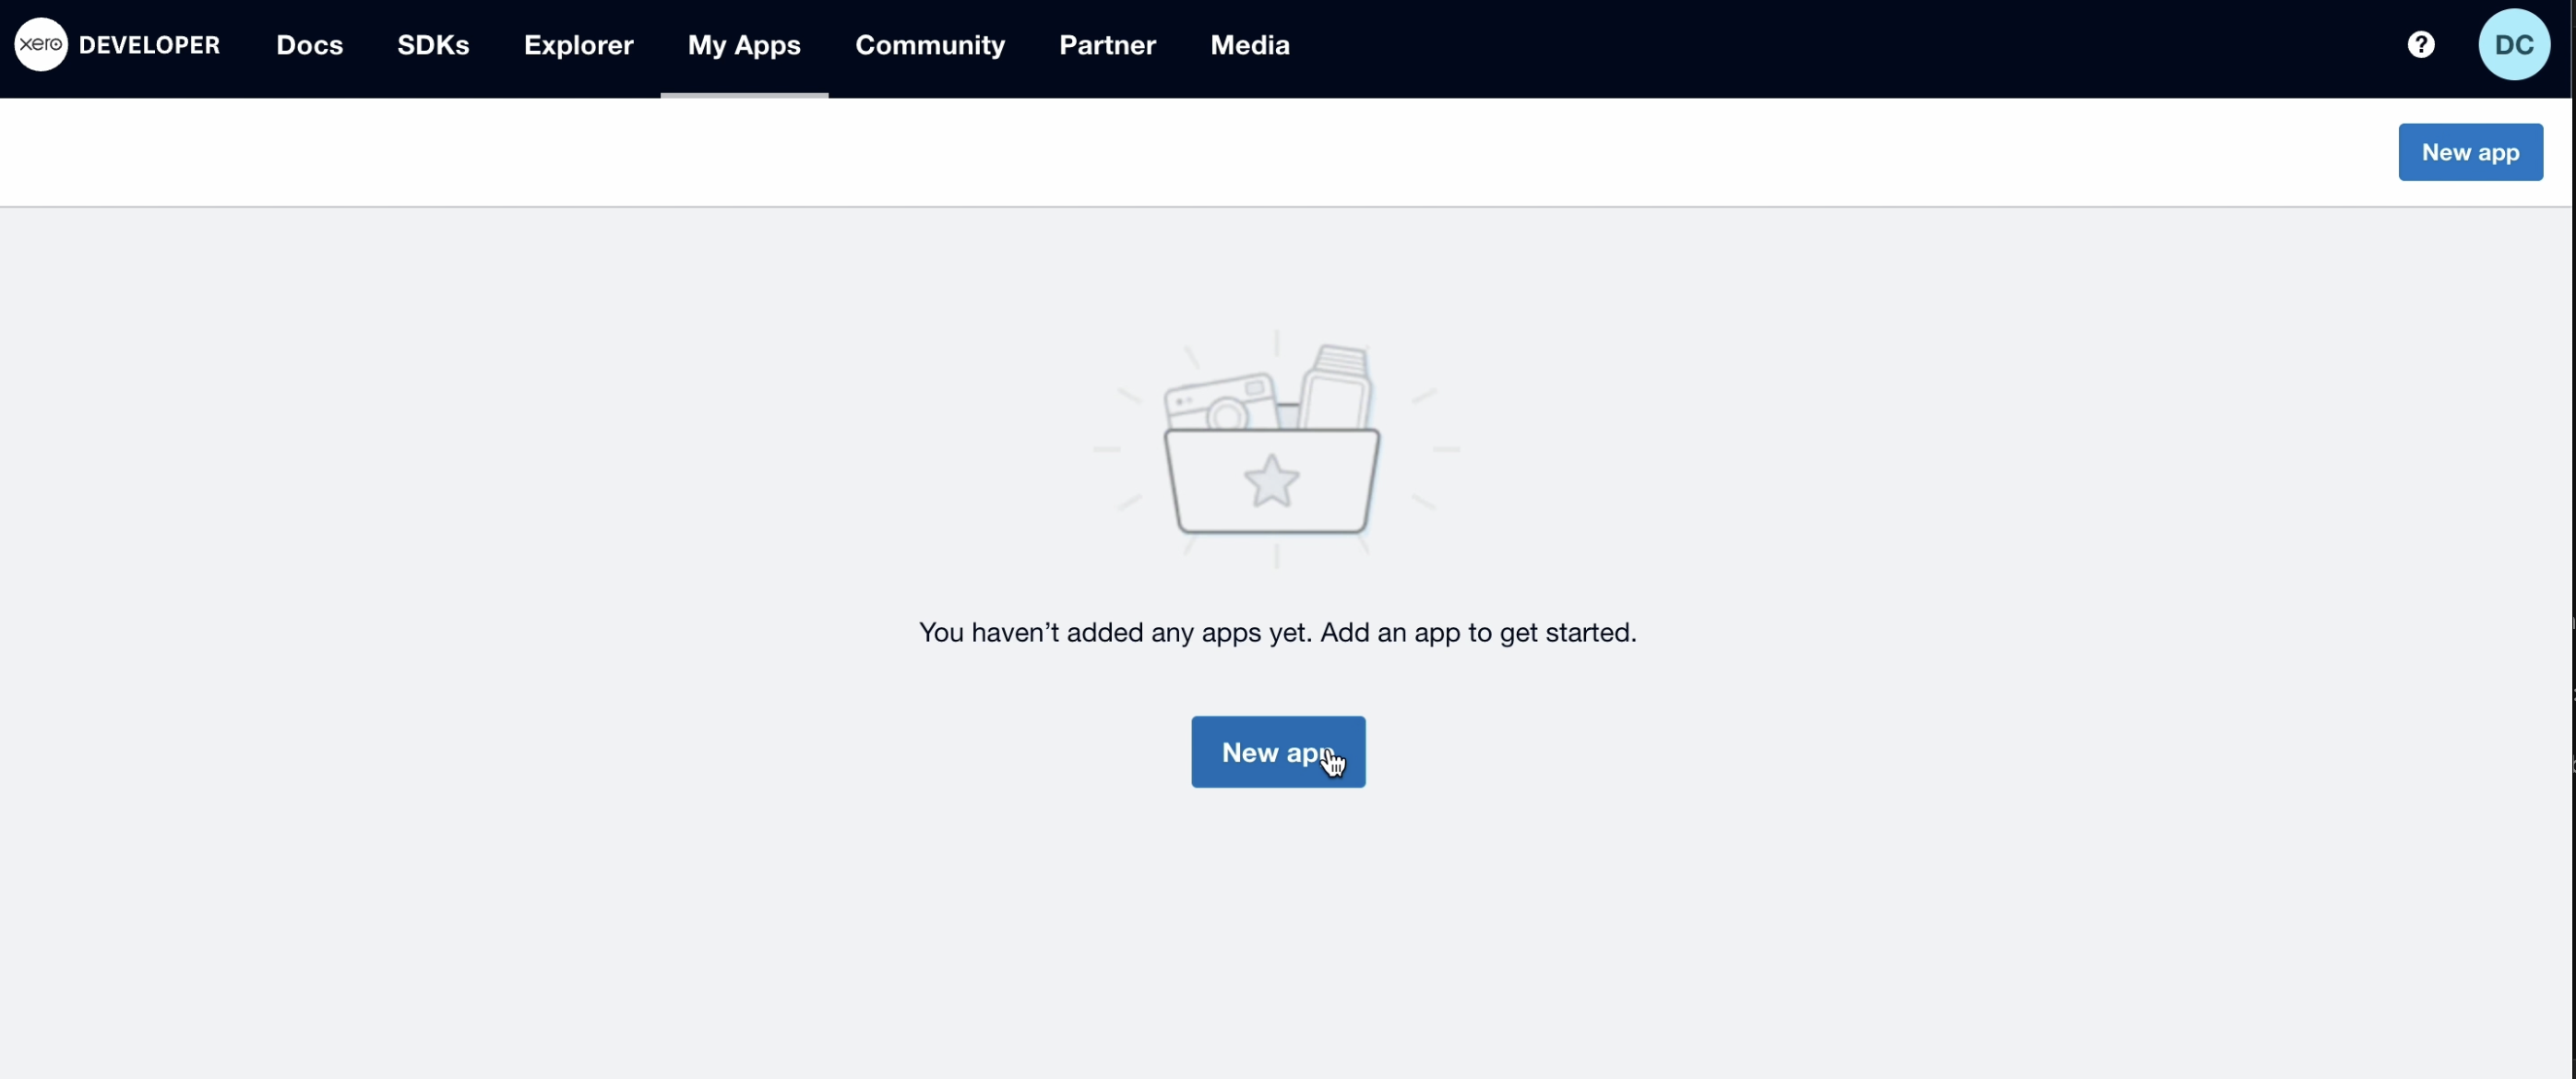 xero DEVELOPER Docs SDKs Explorer My Apps Community Partner Media ? DC
New app
You haven’t added any apps yet. Add an app to get started.
New app